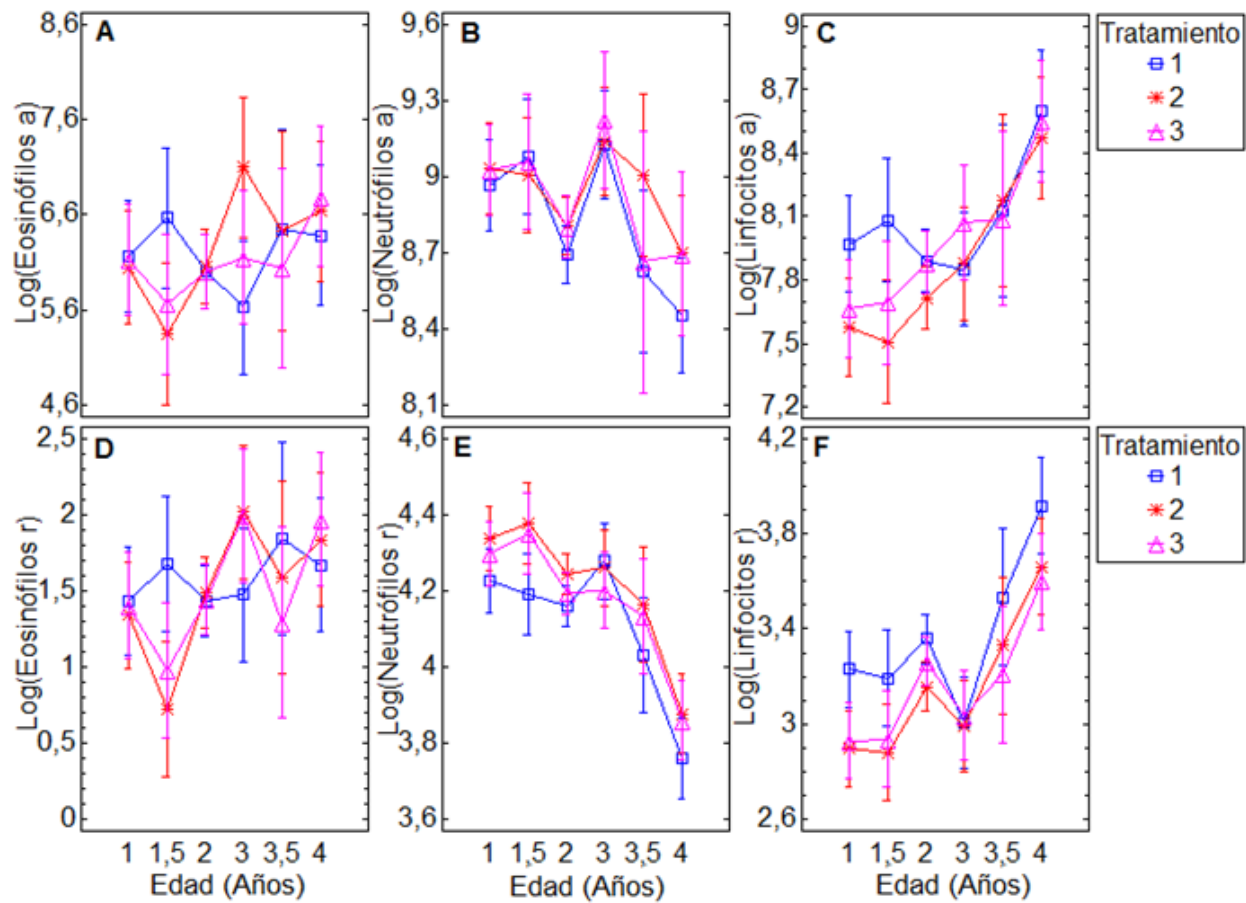 A
Log(Eosinófilos a)
8,6
7,6
6,6
5,6
4,6
B
Log(Neutrófilos a)
9,6
9,3
9
8,7
8,4
8,1
C
Log(Linfocitos a)
9
8,7
8,4
8,1
7,8
7,5
7,2
Tratamiento
1
2
3
D
Log(Eosinófilos r)
2,5
2
1,5
1
0,5
0
1 1,5 2 3 3,5 4
Edad (Años)
E
Log(Neutrófilos r)
4,6
4,4
4,2
4
3,8
3,6
1 1,5 2 3 3,5 4
Edad (Años)
F
Log(Linfocitos r)
4,2
3,8
3,4
3
2,6
1 1,5 2 3 3,5 4
Edad (Años)
Tratamiento
1
2
3